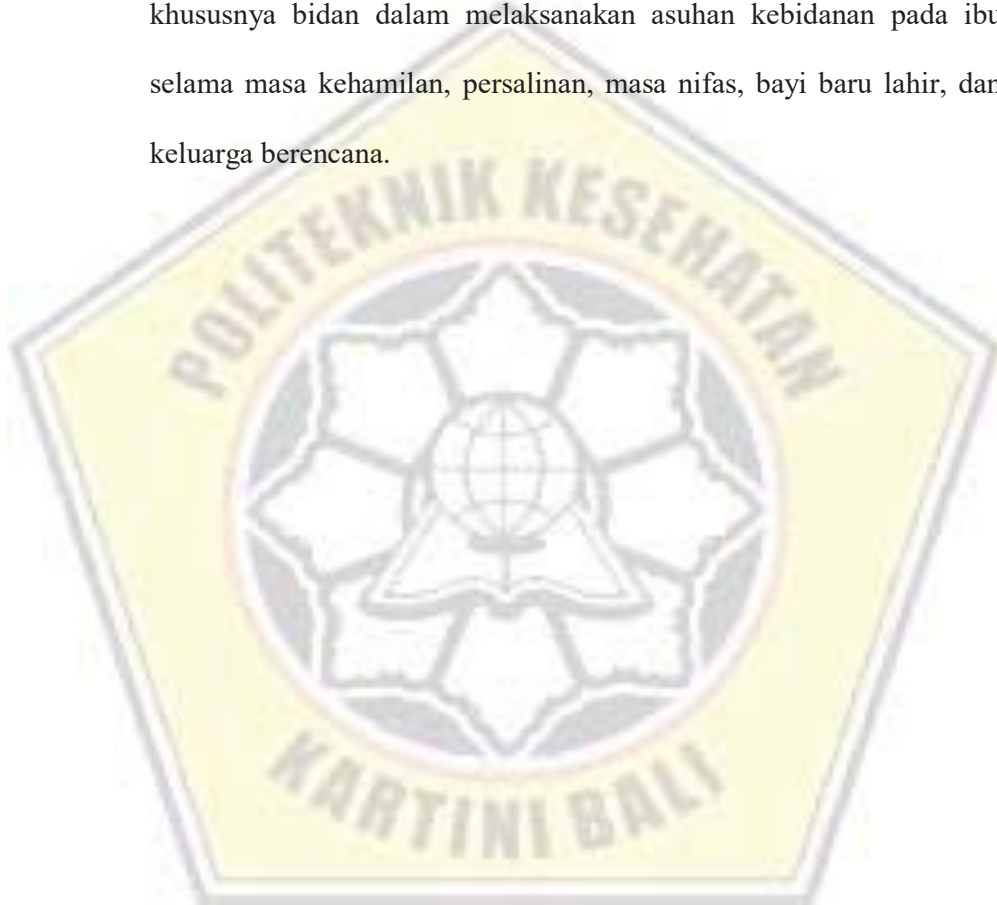 khususnya bidan dalam melaksanakan asuhan kebidanan pada ibu
selama masa kehamilan, persalinan, masa nifas, bayi baru lahir, dan
keluarga berencana.
POLITEKNIK KESEHATAN
KARTINI BALI